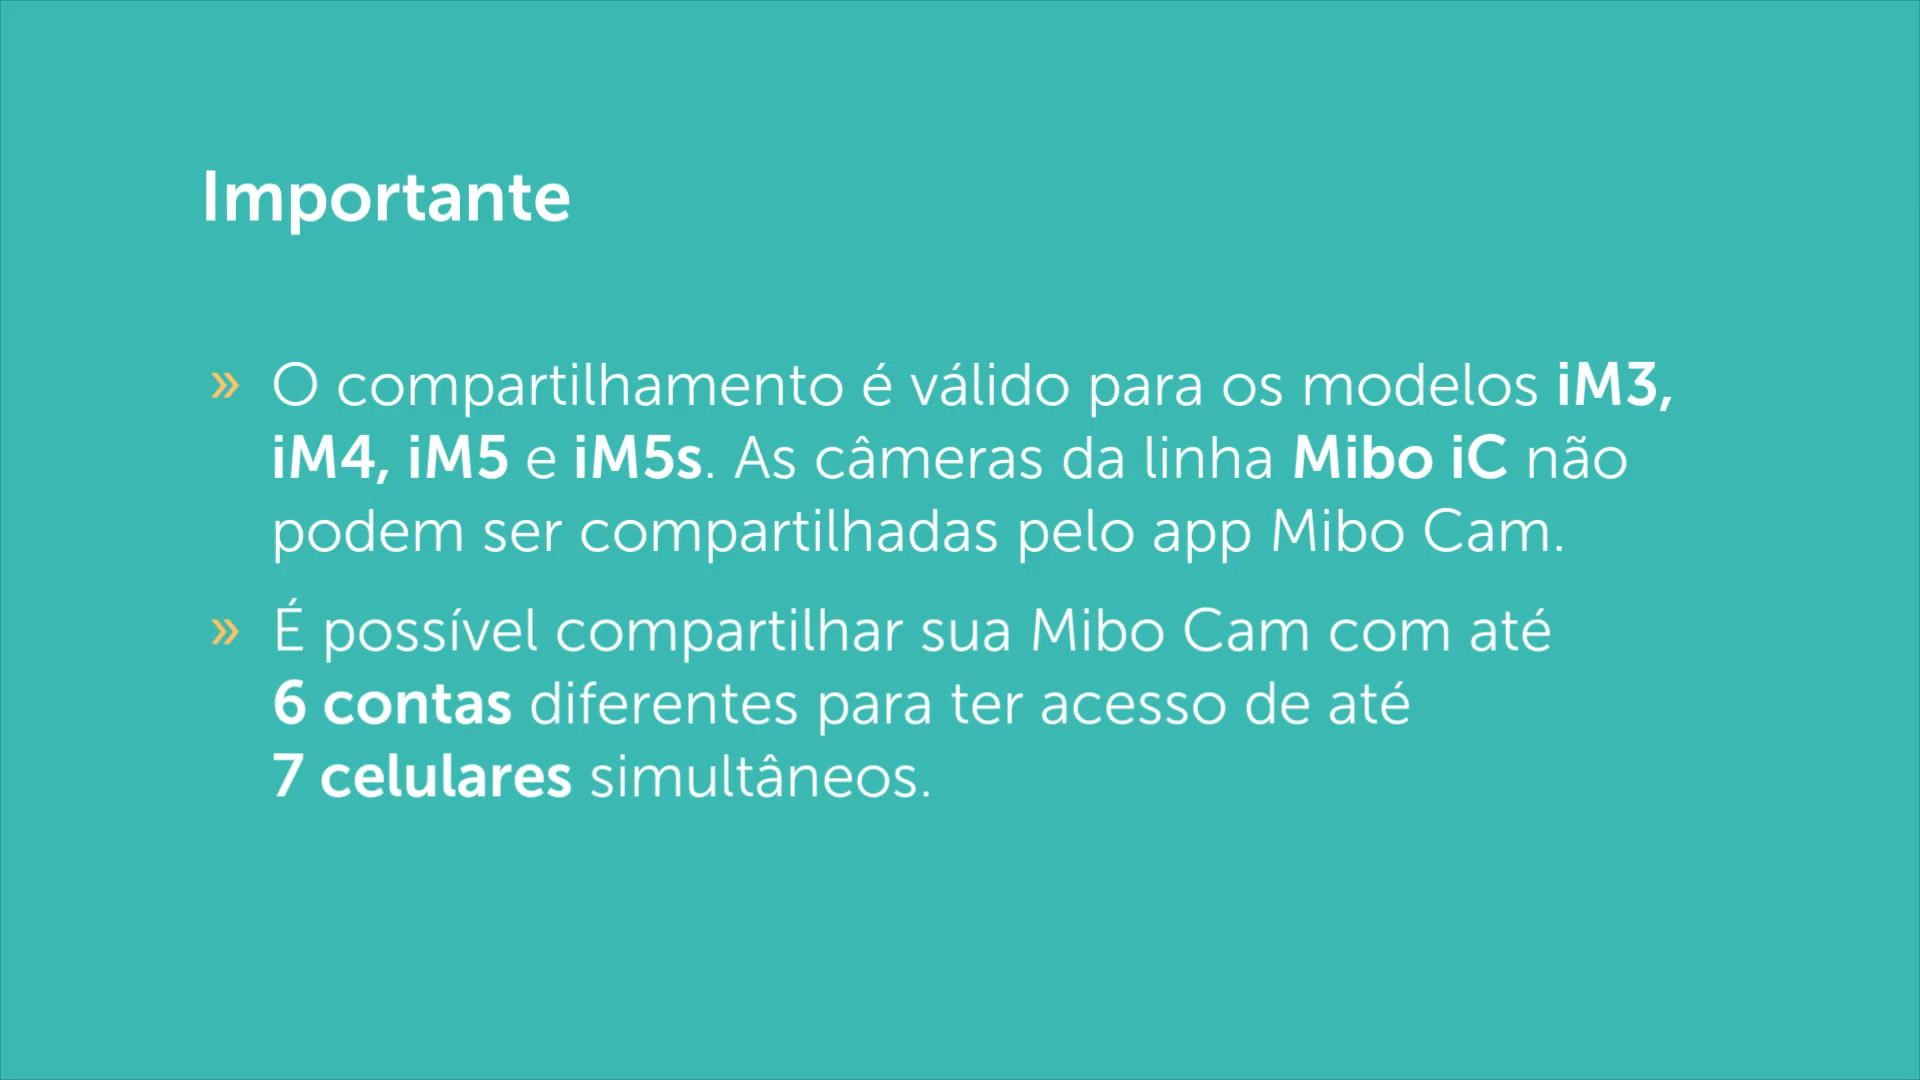 Importante
» O compartilhamento é válido para os modelos iM3,
iM4, iM5 e iM5s. As câmeras da linha Mibo iC não
podem ser compartilhadas pelo app Mibo Cam.
» É possível compartilhar sua Mibo Cam com até
6 contas diferentes para ter acesso de até
7 celulares simultâneos.